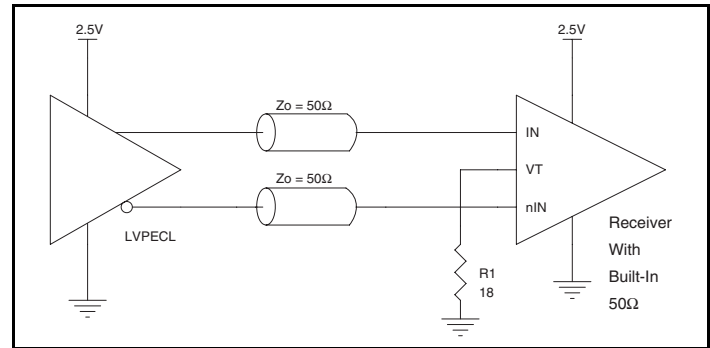 2.5V
2.5V
Zo = 50Ω
IN
VT
Zo = 50Ω
nIN
LVPECL
R1
18
Receiver
With
Built-In
50Ω